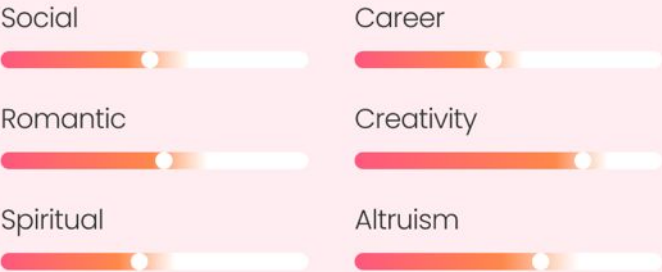 Social
Career
Romantic
Creativity
Spiritual
Altruism